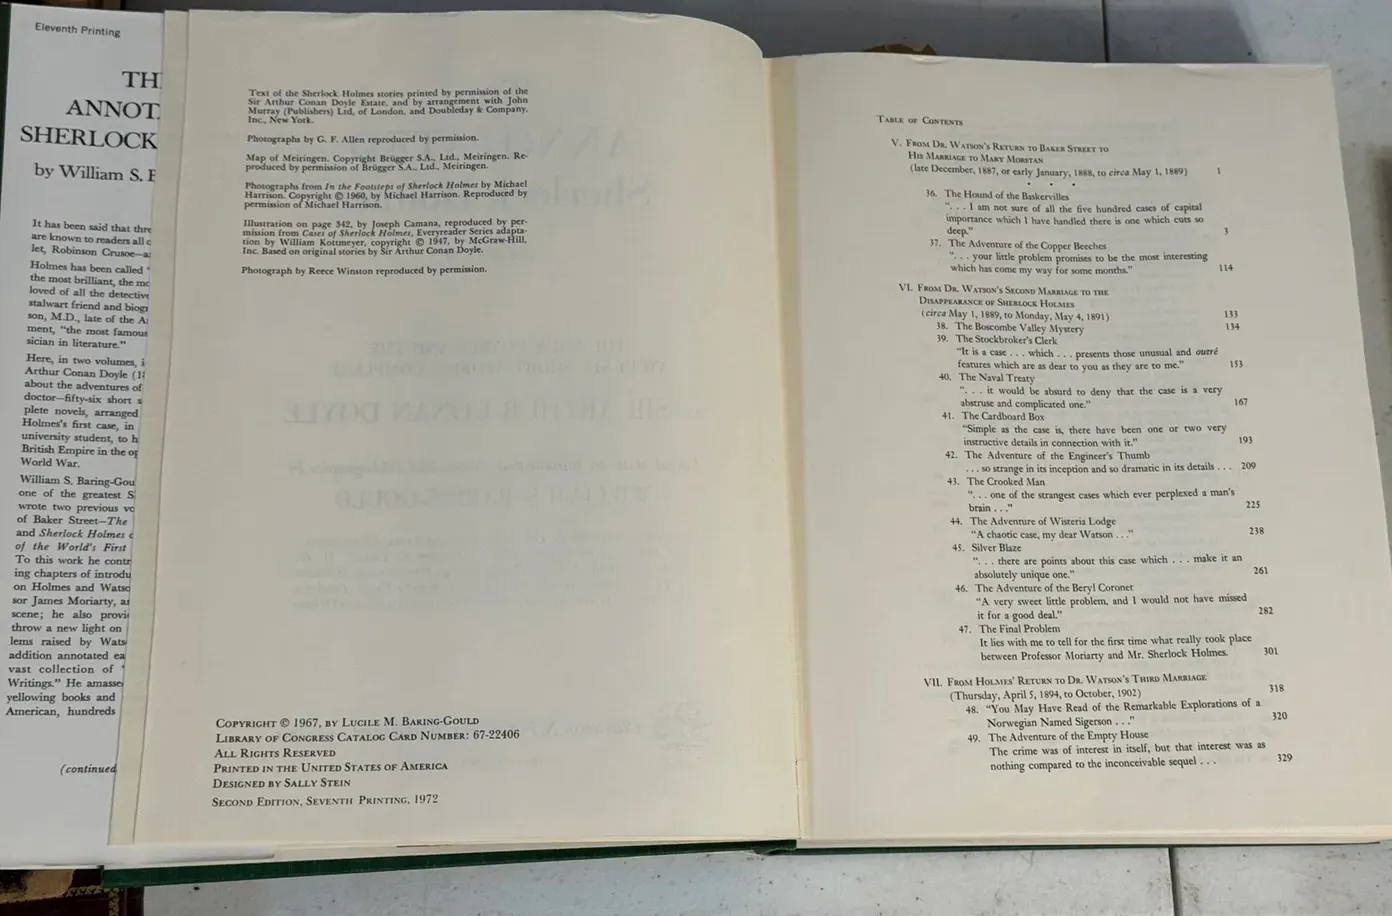 Eleventh Printing
TH
ANNOT
SHERLOCK
by William S. B
It has been said that thre
are known to readers all o
let, Robinson Crusoe—a
Holmes has been called "
the most brilliant, the mo
loved of all the detective
stalwart friend and biogr
son, M.D., late of the A
ment, "the most famous
sician in literature."
Here, in two volumes, i
Arthur Conan Doyle (1
about the adventures of
doctor—fifty-six short s
plete novels, arranged
Holmes's first case, in
university student, to h
British Empire in the op
World War.
William S. Baring-Gou
one of the greatest S
wrote two previous vo
of Baker Street—The
and Sherlock Holmes
of the World's First
To this work he contr
ing chapters of introdu
on Holmes and Wats
sor James Moriarty, a
scene; he also provi
throw a new light on
lems raised by Wats
addition annotated ea
vast collection of "
Writings." He amasse
yellowing books and
American, hundreds
(continued
Text of the Sherlock Holmes stories printed by permission of the
Sir Arthur Conan Doyle Estate, and by arrangement with John
Murray (Publishers) Ltd, of London, and Doubleday & Company,
Inc., New York.
Photographs by G. F. Allen reproduced by permission.
Map of Meiringen. Copyright Brügger S.A., Ltd., Meiringen. Re-
produced by permission of Brügger S.A., Ltd., Meiringen.
Photographs from In the Footsteps of Sherlock Holmes by Michael
Harrison. Copyright © 1960, by Michael Harrison. Reproduced by
permission of Michael Harrison.
Illustration on page 342, by Joseph Camana, reproduced by per-
mission from Cases of Sherlock Holmes, Everyreader Series adapta-
tion by William Kottmeyer, copyright © 1947, by McGraw-Hill,
Inc. Based on original stories by Sir Arthur Conan Doyle.
Photograph by Reece Winston reproduced by permission.
Copyright © 1967, by Lucile M. Baring-Gould
Library of Congress Catalog Card Number: 67-22406
All Rights Reserved
Printed in the United States of America
Designed by Sally Stein
Second Edition, Seventh Printing, 1972
Table of Contents
V. From Dr. Watson's Return to Baker Street to
His Marriage to Mary Morstan
(late December, 1887, or early January, 1888, to circa May 1, 1889) 1
36. The Hound of the Baskervilles
". . . I am not sure of all the five hundred cases of capital
importance which I have handled there is one which cuts so
deep." 3
37. The Adventure of the Copper Beeches
". . . your little problem promises to be the most interesting
which has come my way for some months." 114
VI. From Dr. Watson's Second Marriage to the
Disappearance of Sherlock Holmes
(circa May 1, 1889, to Monday, May 4, 1891) 133
38. The Boscombe Valley Mystery 134
39. The Stockbroker's Clerk
"It is a case . . . which . . . presents those unusual and outré
features which are as dear to you as they are to me." 153
40. The Naval Treaty
". . . it would be absurd to deny that the case is a very
abstruse and complicated one." 167
41. The Cardboard Box
"Simple as the case is, there have been one or two very
instructive details in connection with it." 193
42. The Adventure of the Engineer's Thumb
. . . so strange in its inception and so dramatic in its details . . . 209
43. The Crooked Man
". . . one of the strangest cases which ever perplexed a man's
brain . . ." 225
44. The Adventure of Wisteria Lodge
"A chaotic case, my dear Watson . . ." 238
45. Silver Blaze
". . . there are points about this case which . . . make it an
absolutely unique one." 261
46. The Adventure of the Beryl Coronet
"A very sweet little problem, and I would not have missed
it for a good deal." 282
47. The Final Problem
It lies with me to tell for the first time what really took place
between Professor Moriarty and Mr. Sherlock Holmes. 301
VII. From Holmes' Return to Dr. Watson's Third Marriage
(Thursday, April 5, 1894, to October, 1902) 318
48. "You May Have Read of the Remarkable Explorations of a
Norwegian Named Sigerson . . ." 320
49. The Adventure of the Empty House
The crime was of interest in itself, but that interest was as
nothing compared to the inconceivable sequel . . . 329